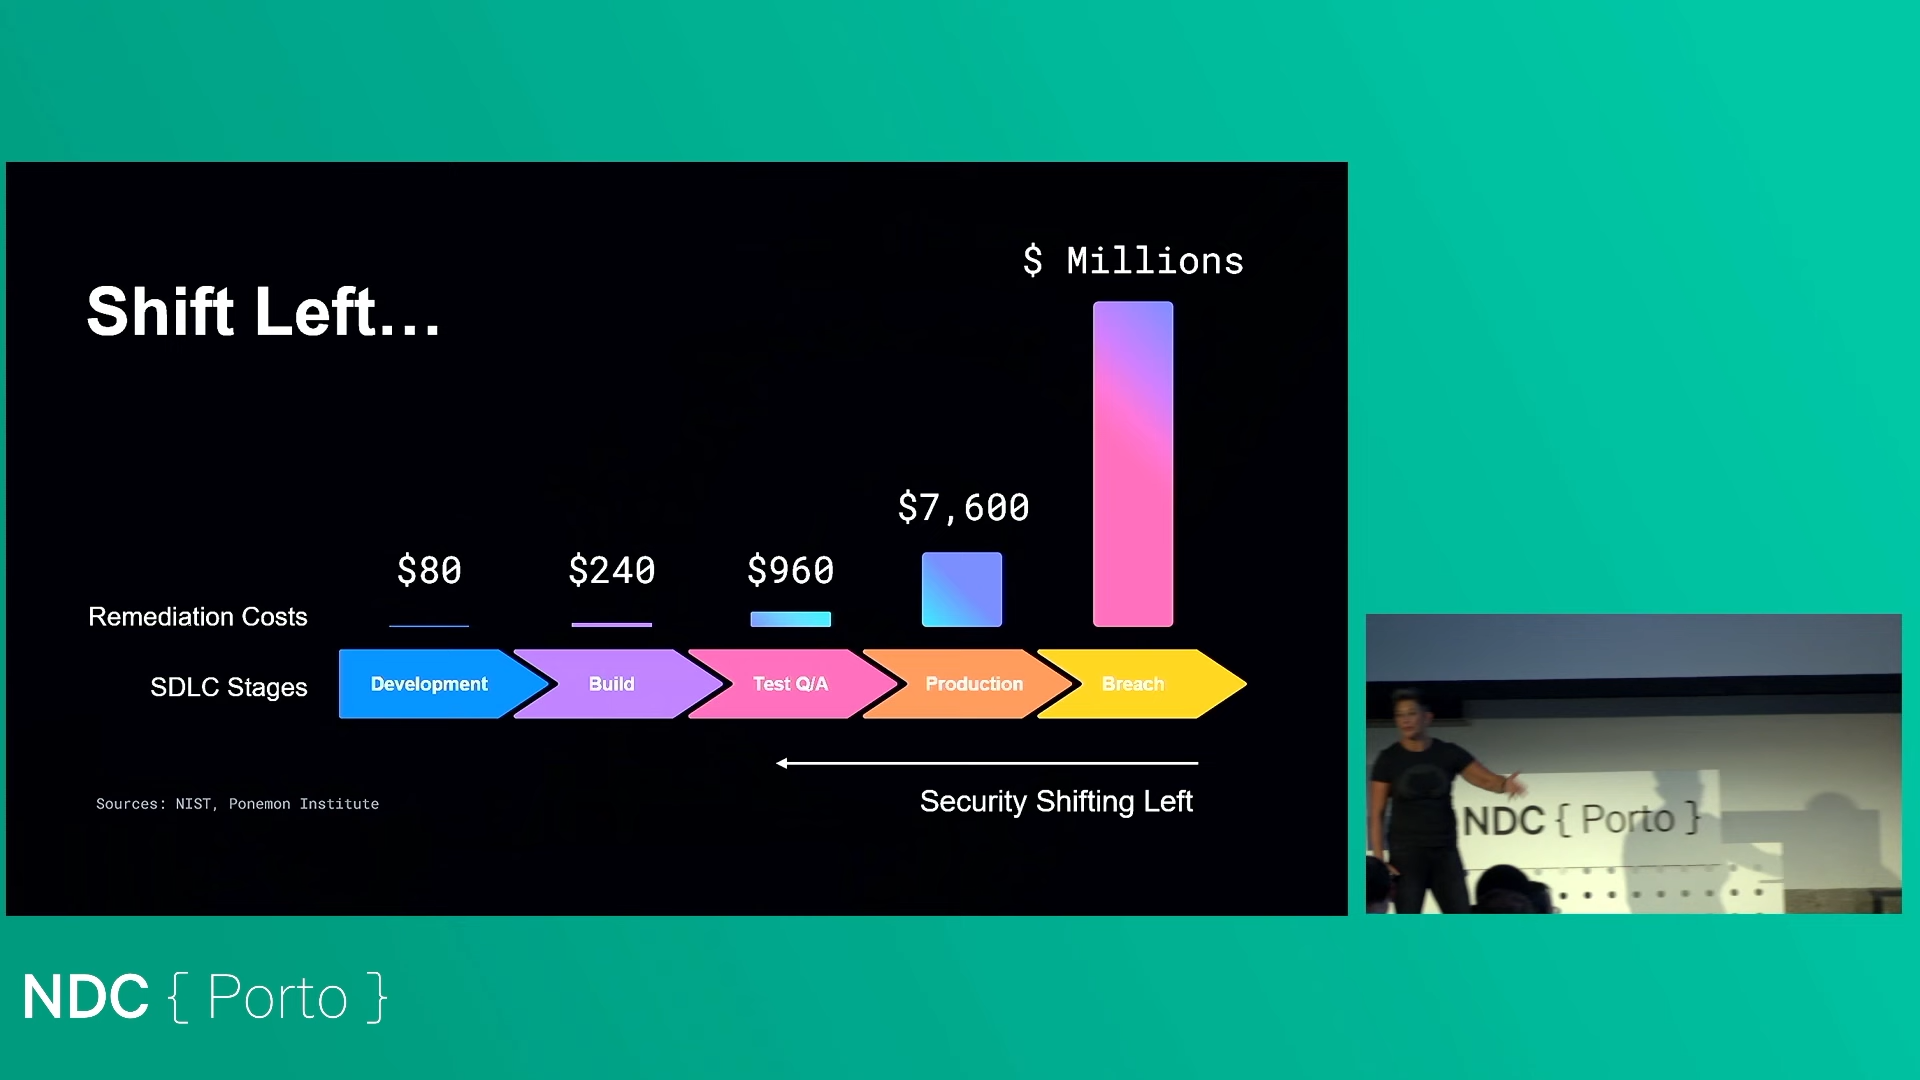 Shift Left...
$ Millions
$7,600
$80
$240
$960
Remediation Costs
SDLC Stages
Development
Build
Test Q/A
Production
Breach
Security Shifting Left
Sources: NIST, Ponemon Institute
NDC { Porto }
NDC { Porto }